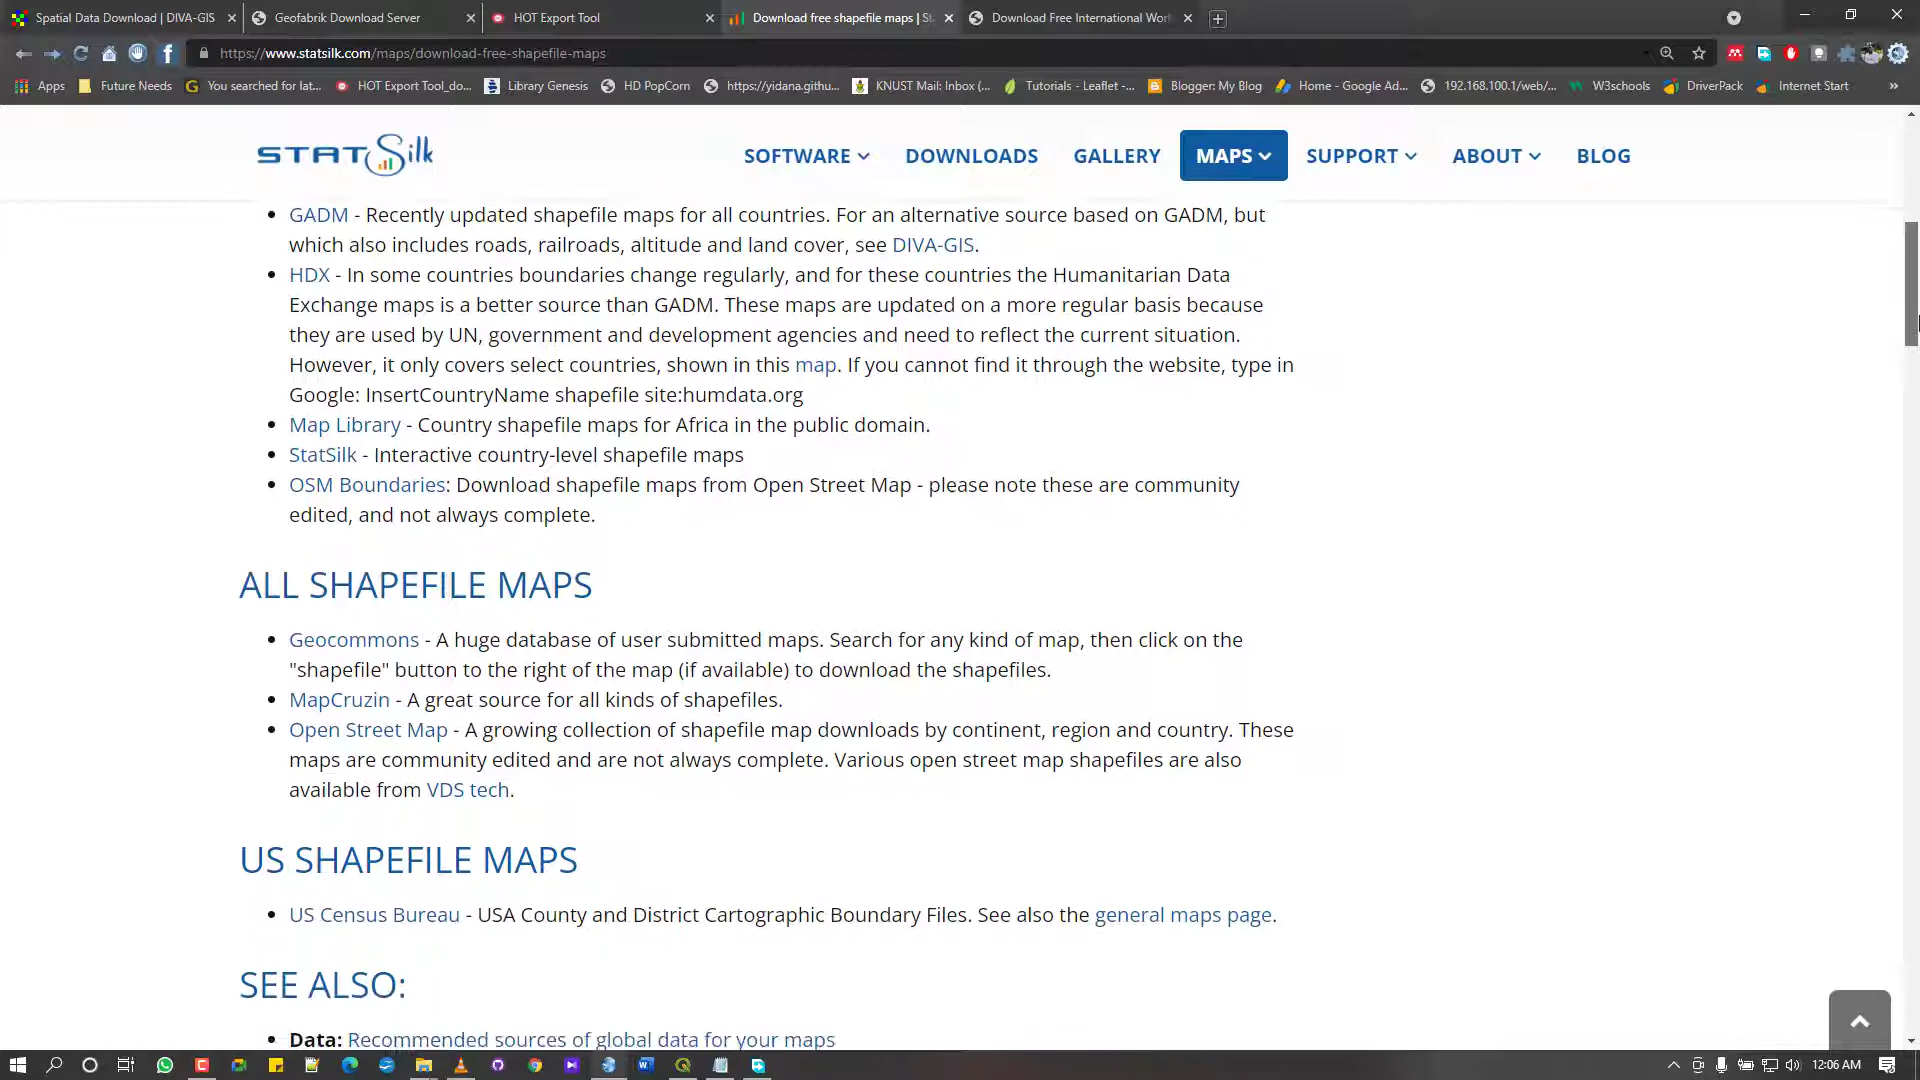 Spatial Data Download | DIVA-GIS
Geofabrik Download Server
HOT Export Tool
Download free shapefile maps | St
Download Free International Wor
https://www.statsilk.com/maps/download-free-shapefile-maps
Apps
Future Needs
You searched for lat...
HOT Export Tool_do...
Library Genesis
HD PopCorn
https://yidana.githu...
KNUST Mail: Inbox (...
Tutorials - Leaflet -...
Blogger: My Blog
Home - Google Ad...
192.168.100.1/web/...
W3schools
DriverPack
Internet Start
»
STATSilk
SOFTWARE
DOWNLOADS
GALLERY
MAPS
SUPPORT
ABOUT
BLOG
GADM - Recently updated shapefile maps for all countries. For an alternative source based on GADM, but
which also includes roads, railroads, altitude and land cover, see DIVA-GIS.
HDX - In some countries boundaries change regularly, and for these countries the Humanitarian Data
Exchange maps is a better source than GADM. These maps are updated on a more regular basis because
they are used by UN, government and development agencies and need to reflect the current situation.
However, it only covers select countries, shown in this map. If you cannot find it through the website, type in
Google: InsertCountryName shapefile site:humdata.org
Map Library - Country shapefile maps for Africa in the public domain.
StatSilk - Interactive country-level shapefile maps
OSM Boundaries: Download shapefile maps from Open Street Map - please note these are community
edited, and not always complete.
ALL SHAPEFILE MAPS
Geocommons - A huge database of user submitted maps. Search for any kind of map, then click on the
"shapefile" button to the right of the map (if available) to download the shapefiles.
MapCruzin - A great source for all kinds of shapefiles.
Open Street Map - A growing collection of shapefile map downloads by continent, region and country. These
maps are community edited and are not always complete. Various open street map shapefiles are also
available from VDS tech.
US SHAPEFILE MAPS
US Census Bureau - USA County and District Cartographic Boundary Files. See also the general maps page.
SEE ALSO:
Data: Recommended sources of global data for your maps
12:06 AM